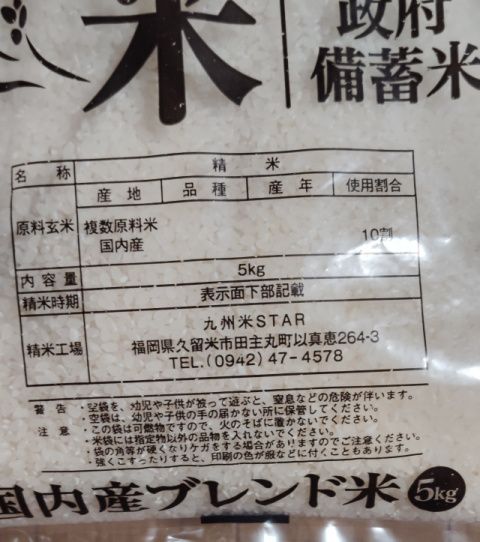 米 政府
備蓄米
名 称 精 米
産 地 品 種 産 年 使用割合
原料玄米 複数原料米
国内産 10割
内 容 量 5kg
精米時期 表示面下部記載
精米工場 九州米STAR
福岡県久留米市田主丸町以真恵264-3
TEL.(0942)47-4578
警 告 ・空袋を、幼児や子供が被って遊ぶと、窒息などの危険が伴います。
・空袋は、幼児や子供の手の届かない所に保管してください。
注 意 ・この袋は可燃物ですので、火のそばに置かないでください。
・米袋には指定物以外の品物を入れないでください。
・袋の角等が硬くなりケガをする場合がありますのでご注意ください。
・強くこすったりすると、印刷の色が服などに付くこともあります。
国内産ブレンド米 5kg